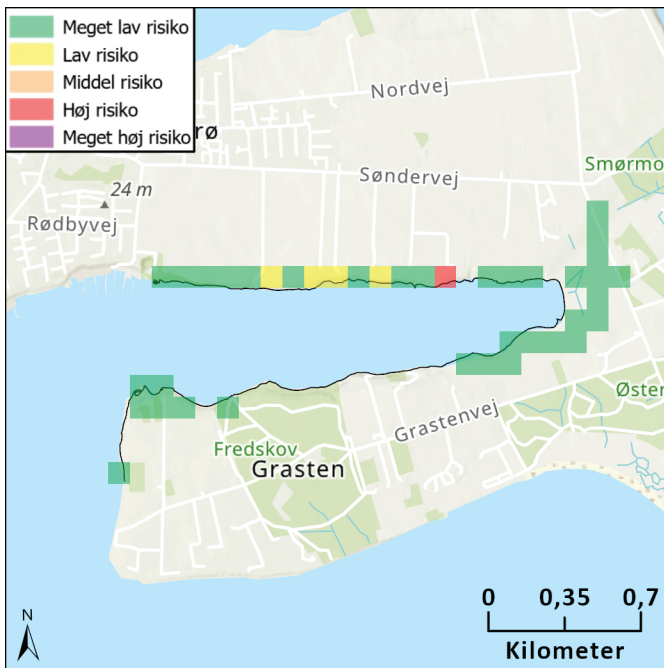 Meget lav risiko
Lav risiko
Middel risiko
Høj risiko
Meget høj risiko
rø
Nordvej
Søndervej
Smørmo
24 m
Rødbyvej
Øster
Grastenvej
Fredskov
Grasten
N
0 0,35 0,7
Kilometer